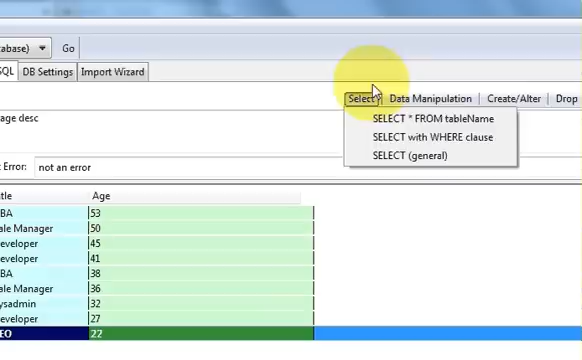 abase) Go
SQL DB Settings Import Wizard
Select Data Manipulation Create/Alter Drop
age desc
SELECT * FROM tableName
SELECT with WHERE clause
SELECT (general)
Error: not an error
itle Age
BA 53
ale Manager 50
eveloper 45
eveloper 41
BA 38
ale Manager 36
ysadmin 32
eveloper 27
EO 22